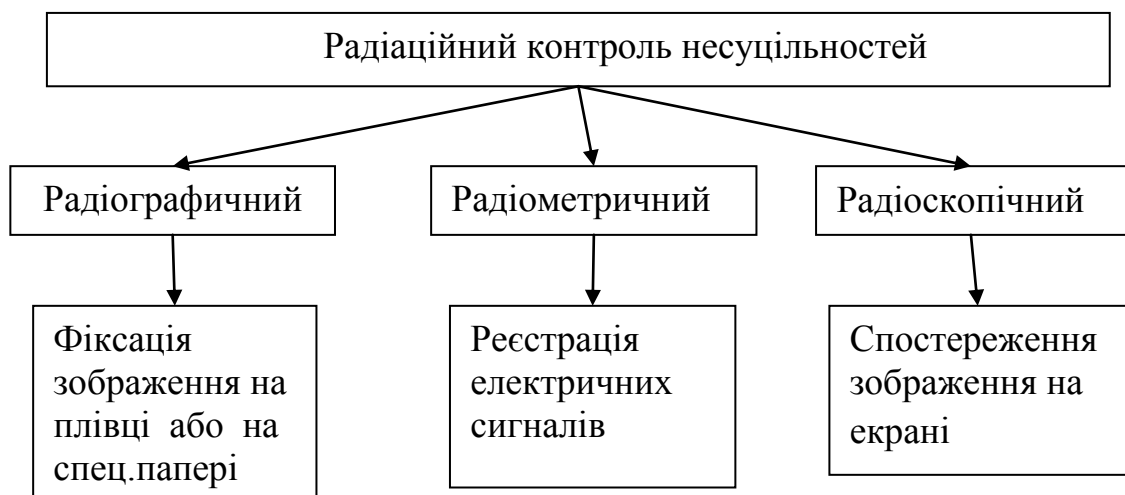 Радіаційний контроль несуцільностей
Радіографичний
Радіометричний
Радіоскопічний
Фіксація
зображення на
плівці або на
спец.папері
Реєстрація
електричних
сигналів
Спостереження
зображення на
екрані